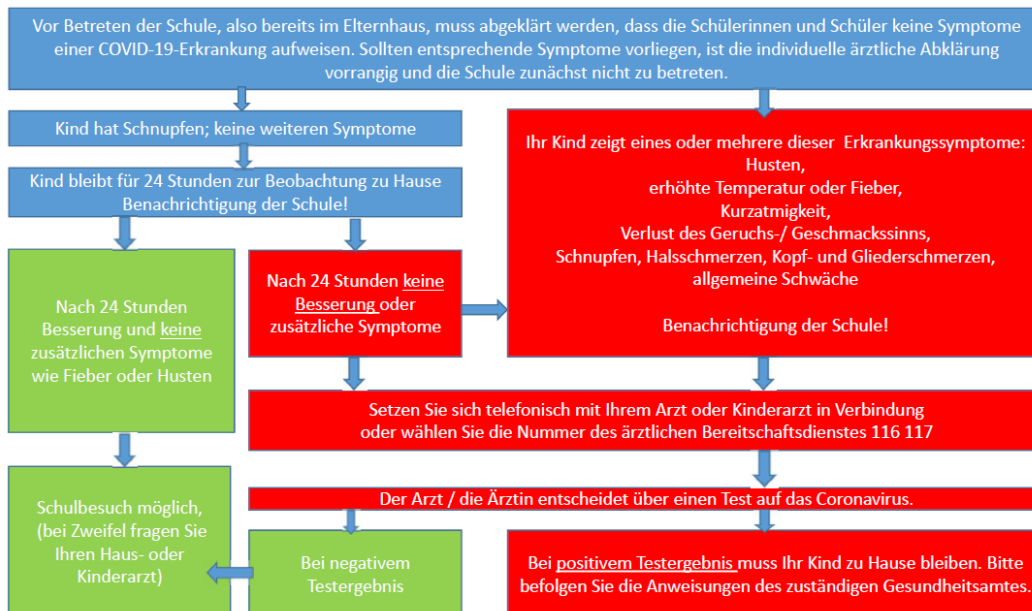 Vor Betreten der Schule, also bereits im Elternhaus, muss abgeklärt werden, dass die Schülerinnen und Schüler keine Symptome
einer COVID-19-Erkrankung aufweisen. Sollten entsprechende Symptome vorliegen, ist die individuelle ärztliche Abklärung
vorrangig und die Schule zunächst nicht zu betreten.
Kind hat Schnupfen; keine weiteren Symptome
Kind bleibt für 24 Stunden zur Beobachtung zu Hause
Benachrichtigung der Schule!
Ihr Kind zeigt eines oder mehrere dieser Erkrankungssymptome:
Husten,
erhöhte Temperatur oder Fieber,
Kurzatmigkeit,
Verlust des Geruchs-/ Geschmackssinns,
Schnupfen, Halsschmerzen, Kopf- und Gliederschmerzen,
allgemeine Schwäche
Benachrichtigung der Schule!
Nach 24 Stunden
Besserung und keine
zusätzlichen Symptome
wie Fieber oder Husten
Nach 24 Stunden keine
Besserung oder
zusätzliche Symptome
Setzen Sie sich telefonisch mit Ihrem Arzt oder Kinderarzt in Verbindung
oder wählen Sie die Nummer des ärztlichen Bereitschaftsdienstes 116 117
Der Arzt / die Ärztin entscheidet über einen Test auf das Coronavirus.
Schulbesuch möglich,
(bei Zweifel fragen Sie
Ihren Haus- oder
Kinderarzt)
Bei negativem
Testergebnis
Bei positivem Testergebnis muss Ihr Kind zu Hause bleiben. Bitte
befolgen Sie die Anweisungen des zuständigen Gesundheitsamtes.